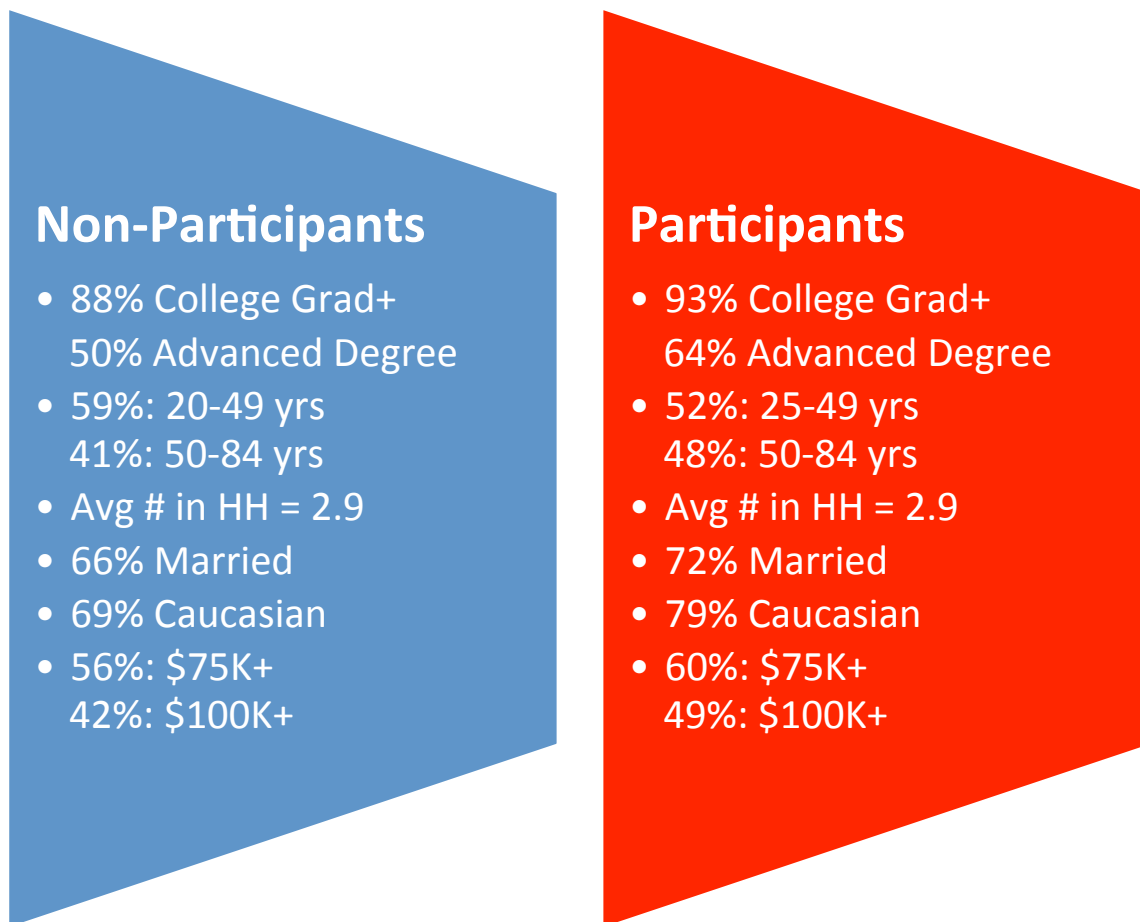 Non-Participants
• 88% College Grad+
50% Advanced Degree
• 59%: 20-49 yrs
41%: 50-84 yrs
• Avg # in HH = 2.9
• 66% Married
• 69% Caucasian
• 56%: $75K+
42%: $100K+
Participants
• 93% College Grad+
64% Advanced Degree
• 52%: 25-49 yrs
48%: 50-84 yrs
• Avg # in HH = 2.9
• 72% Married
• 79% Caucasian
• 60%: $75K+
49%: $100K+